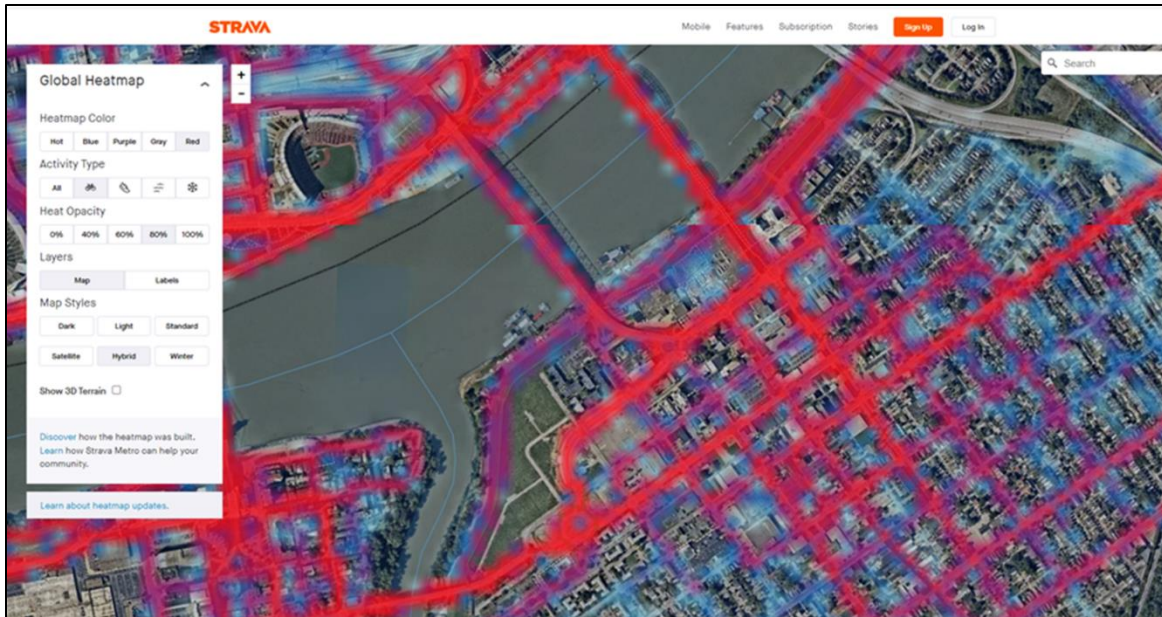 STRAVA
Mobile Features Subscription Stories Sign Up Log In
Search
Global Heatmap
+
-
Heatmap Color
Hot Blue Purple Gray Red
Activity Type
All
Heat Opacity
0% 40% 60% 80% 100%
Layers
Map Labels
Map Styles
Dark Light Standard
Satellite Hybrid Winter
Show 3D Terrain
Discover how the heatmap was built.
Learn how Strava Metro can help your
community.
Learn about heatmap updates.